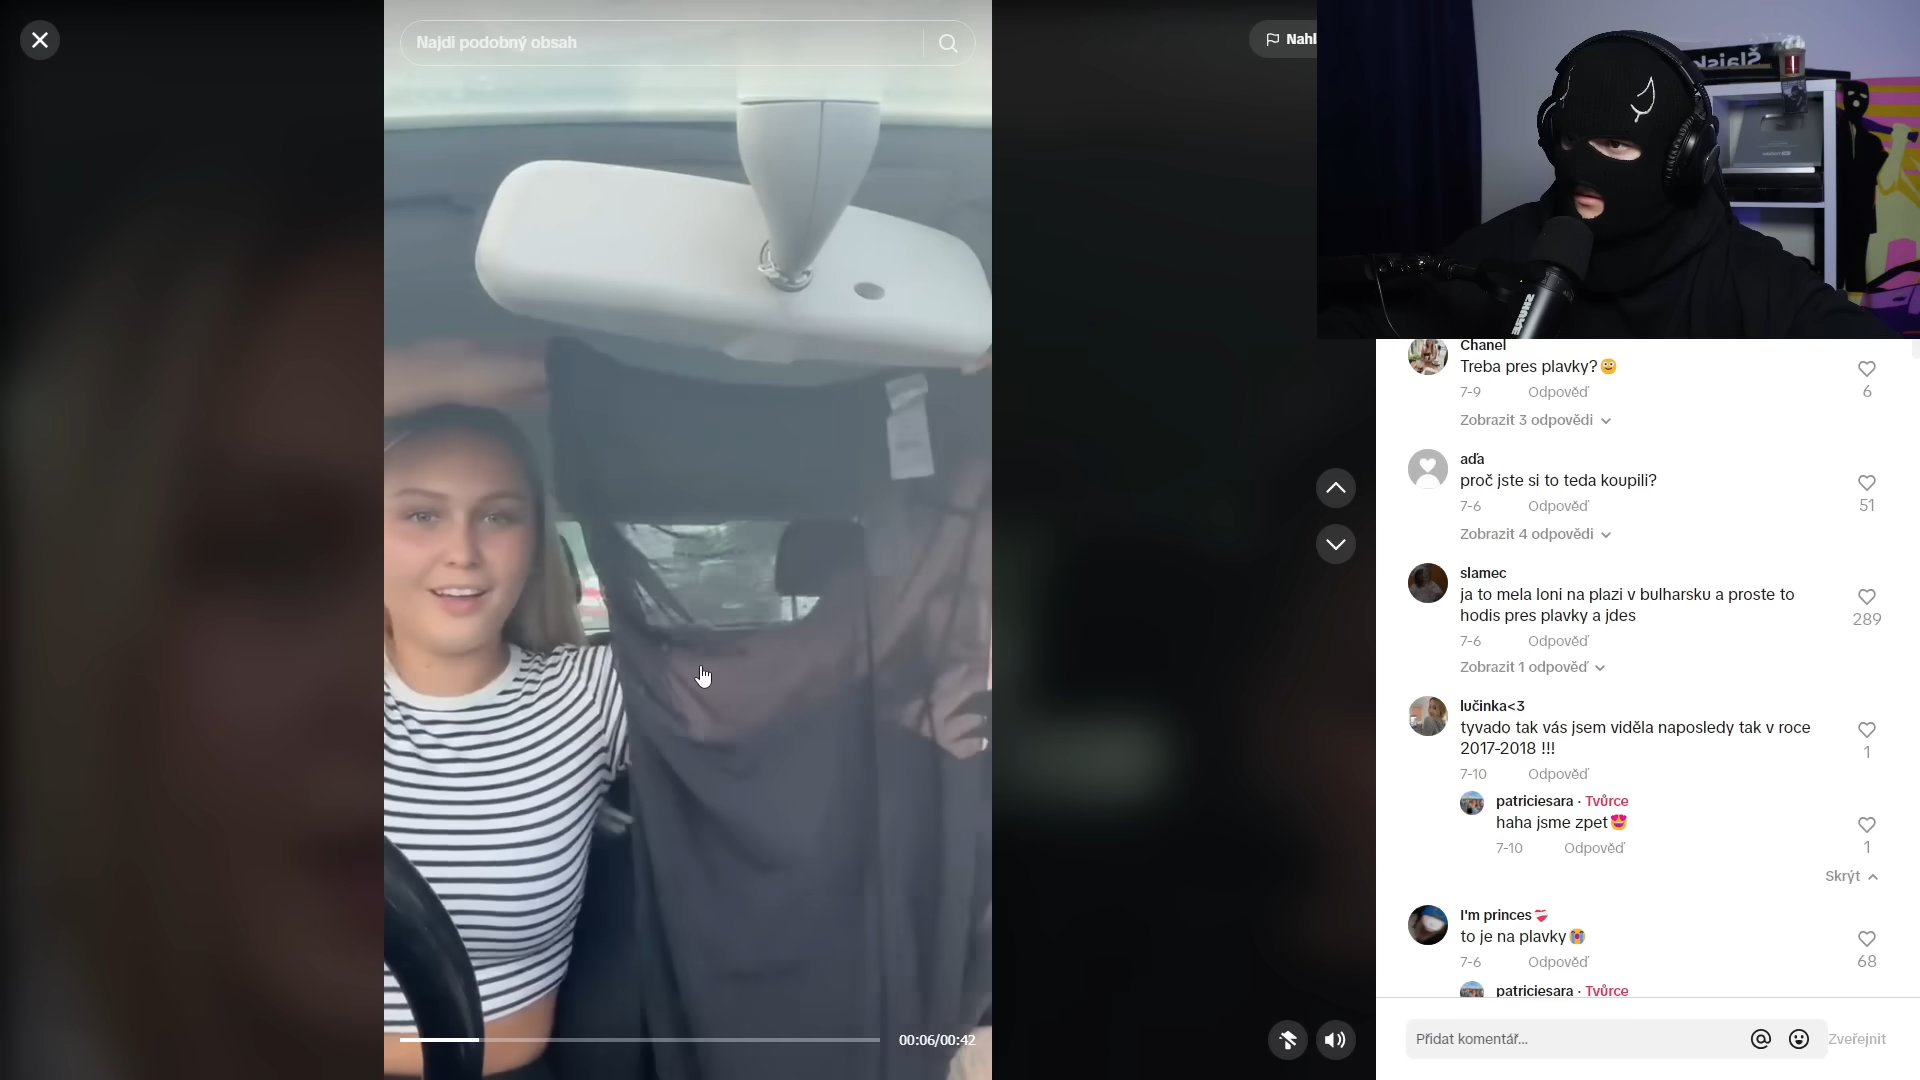 Najdi podobný obsah
Nahl
SHURE
Chanel
Treba pres plavky?😳
7-9 Odpověď
6
Zobrazit 3 odpovědi
aďa
proč jste si to teda koupili?
7-6 Odpověď
51
Zobrazit 4 odpovědi
slamec
ja to mela loni na plazi v bulharsku a proste to
hodis pres plavky a jdes
7-6 Odpověď
289
Zobrazit 1 odpověď
lučinka<3
tyvado tak vás jsem viděla naposledy tak v roce
2017-2018 !!!
7-10 Odpověď
1
patriciesara · Tvůrce
haha jsme zpet😍
7-10 Odpověď
1
Skrýt
I'm princes❤️‍🩹
to je na plavky😭
7-6 Odpověď
68
patriciesara · Tvůrce
00:06/00:42
Přidat komentář...
Zveřejnit